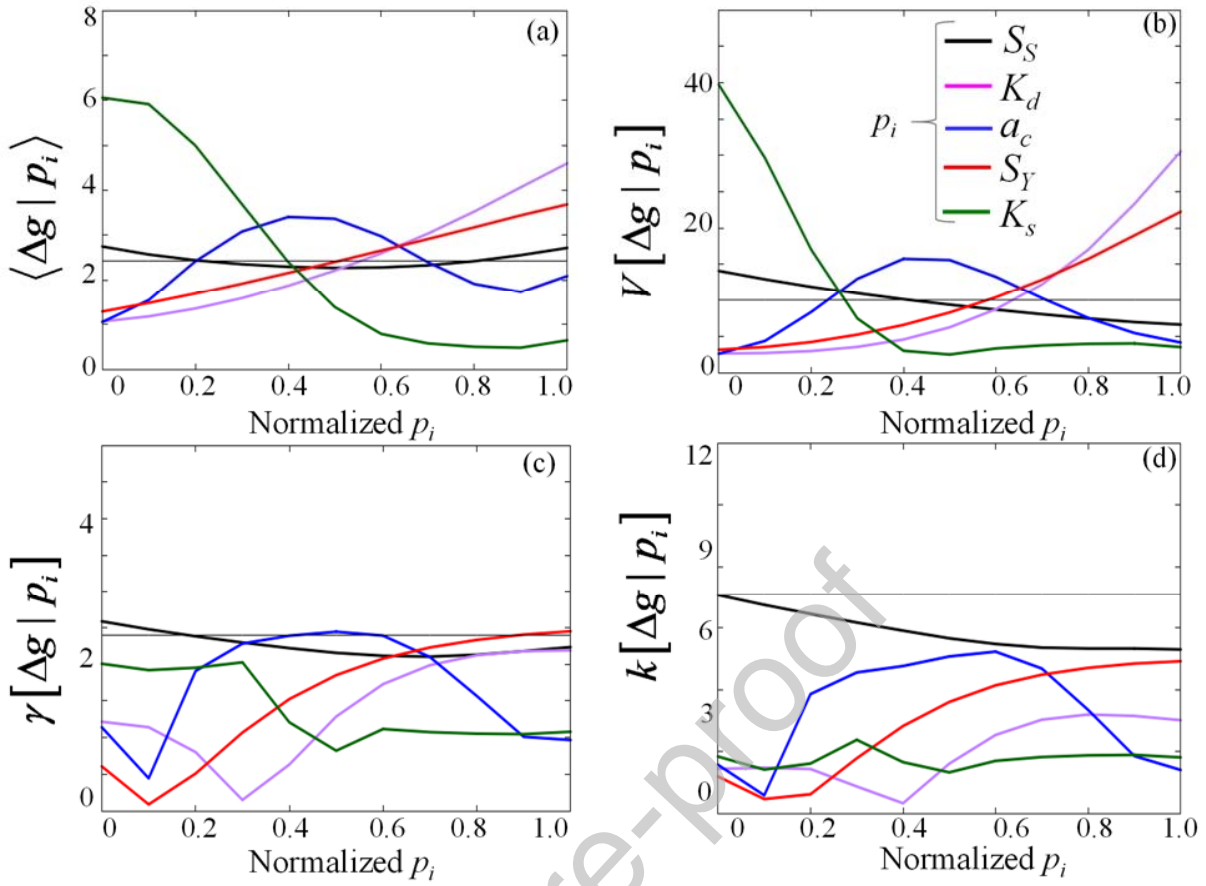 (a)
8
6
4
2
0
⟨Δg | p_i⟩
0 0.2 0.4 0.6 0.8 1.0
Normalized p_i
(b)
40
20
10
0
V [Δg | p_i]
p_i
S_S
K_d
a_c
S_Y
K_s
0 0.2 0.4 0.6 0.8 1.0
Normalized p_i
(c)
4
2
2
0
γ [Δg | p_i]
0 0.2 0.4 0.6 0.8 1.0
Normalized p_i
(d)
12
9
6
3
0
k [Δg | p_i]
0 0.2 0.4 0.6 0.8 1.0
Normalized p_i
re-proof